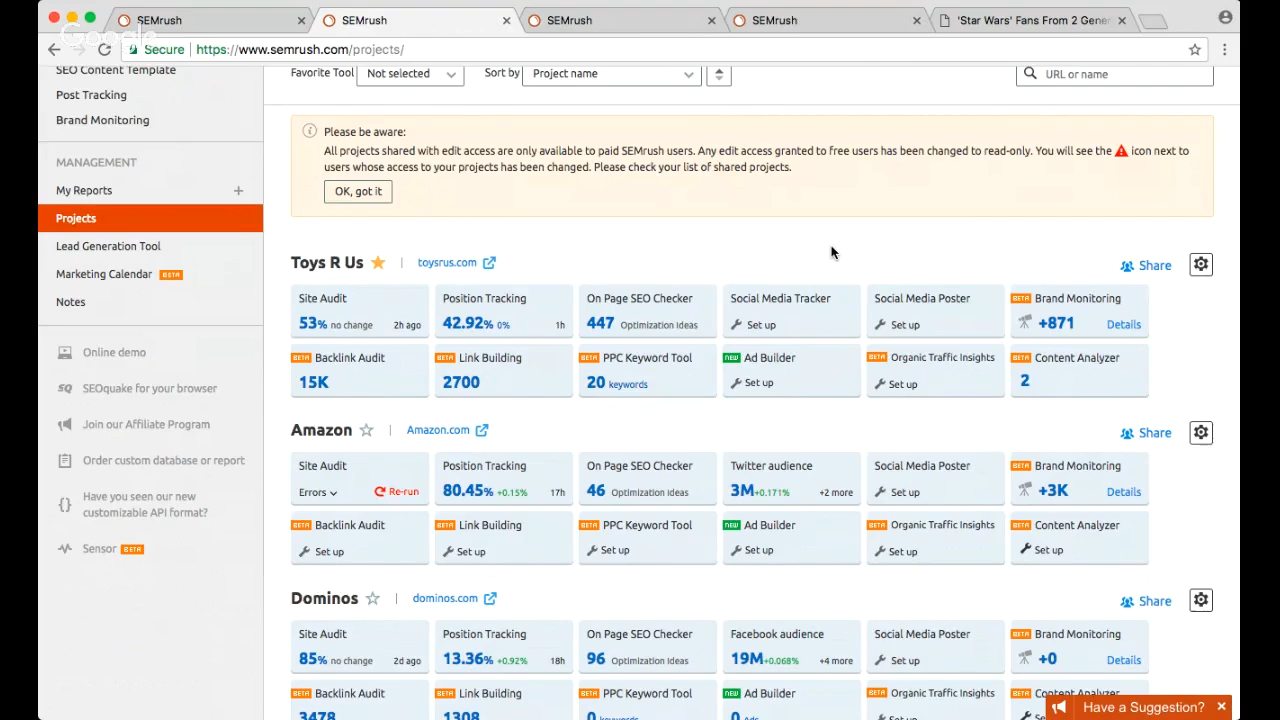 SEMrush
SEMrush
SEMrush
SEMrush
'Star Wars' Fans From 2 Gener
Google
Secure
https://www.semrush.com/projects/
SEO Content Template
Post Tracking
Brand Monitoring
MANAGEMENT
My Reports +
Projects
Lead Generation Tool
Marketing Calendar BETA
Notes
Online demo
SQ SEOquake for your browser
Join our Affiliate Program
Order custom database or report
{} Have you seen our new
customizable API format?
Sensor BETA
Favorite Tool Not selected Sort by Project name URL or name
Please be aware:
All projects shared with edit access are only available to paid SEMrush users. Any edit access granted to free users has been changed to read-only. You will see the icon next to
users whose access to your projects has been changed. Please check your list of shared projects.
OK, got it
Toys R Us | toysrus.com Share
Site Audit Position Tracking On Page SEO Checker Social Media Tracker Social Media Poster BETA Brand Monitoring
53% no change 2h ago 42.92% 0% 1h 447 Optimization Ideas Set up Set up +871 Details
BETA Backlink Audit BETA Link Building BETA PPC Keyword Tool NEW Ad Builder BETA Organic Traffic Insights BETA Content Analyzer
15K 2700 20 keywords Set up Set up 2
Amazon | Amazon.com Share
Site Audit Position Tracking On Page SEO Checker Twitter audience Social Media Poster BETA Brand Monitoring
Errors Re-run 80.45% +0.15% 17h 46 Optimization Ideas 3M +0.171% +2 more Set up +3K Details
BETA Backlink Audit BETA Link Building BETA PPC Keyword Tool NEW Ad Builder BETA Organic Traffic Insights BETA Content Analyzer
Set up Set up Set up Set up Set up Set up
Dominos | dominos.com Share
Site Audit Position Tracking On Page SEO Checker Facebook audience Social Media Poster BETA Brand Monitoring
85% no change 2d ago 13.36% +0.92% 18h 96 Optimization Ideas 19M +0.068% +4 more Set up +0 Details
BETA Backlink Audit BETA Link Building BETA PPC Keyword Tool NEW Ad Builder BETA Organic Traffic Insights BETA Content Analyzer
3478 1308 0 keywords 0 Ads Set up
Have a Suggestion? ×